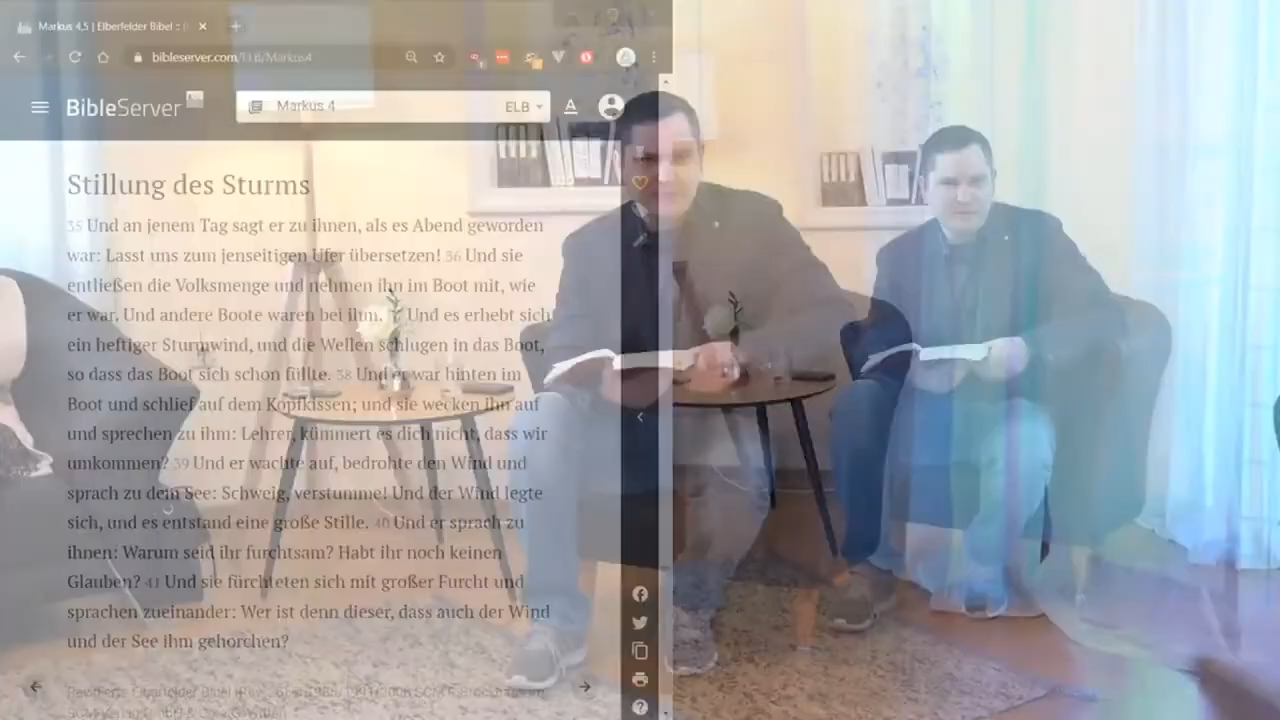 Markus 4,5 | Elberfelder Bibel ::
bibleserver.com/ELB/Markus4
BibleServer
Markus 4
ELB
A
Stillung des Sturms
35 Und an jenem Tag sagt er zu ihnen, als es Abend geworden
war: Lasst uns zum jenseitigen Ufer übersetzen! 36 Und sie
entließen die Volksmenge und nehmen ihn im Boot mit, wie
er war. Und andere Boote waren bei ihm. Und es erhebt sich
ein heftiger Sturmwind, und die Wellen schlugen in das Boot,
so dass das Boot sich schon füllte. 38 Und er war hinten im
Boot und schlief auf dem Kopfkissen; und sie wecken ihn auf
und sprechen zu ihm: Lehrer, kümmert es dich nicht, dass wir
umkommen? 39 Und er wachte auf, bedrohte den Wind und
sprach zu dem See: Schweig, verstumme! Und der Wind legte
sich, und es entstand eine große Stille. 40 Und er sprach zu
ihnen: Warum seid ihr furchtsam? Habt ihr noch keinen
Glauben? 41 Und sie fürchteten sich mit großer Furcht und
sprachen zueinander: Wer ist denn dieser, dass auch der Wind
und der See ihm gehorchen?